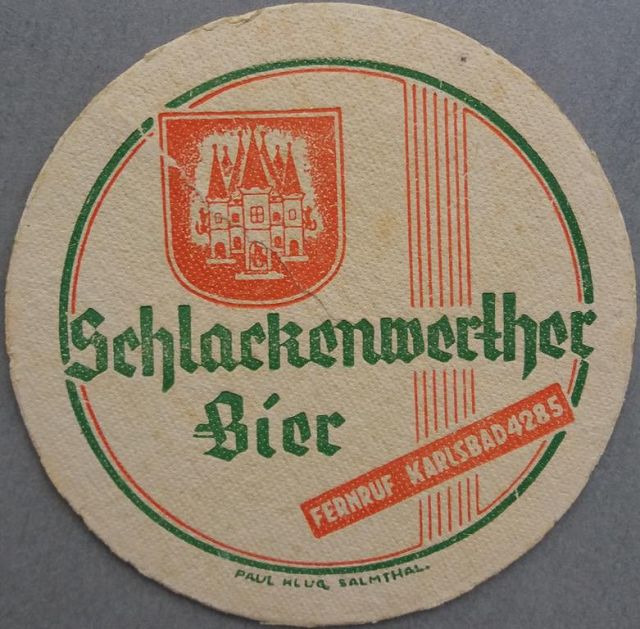 Schlackenwerther
Bier
FERNRUF KARLSBAD 4285
PAUL KLUG, SALMTHAL.